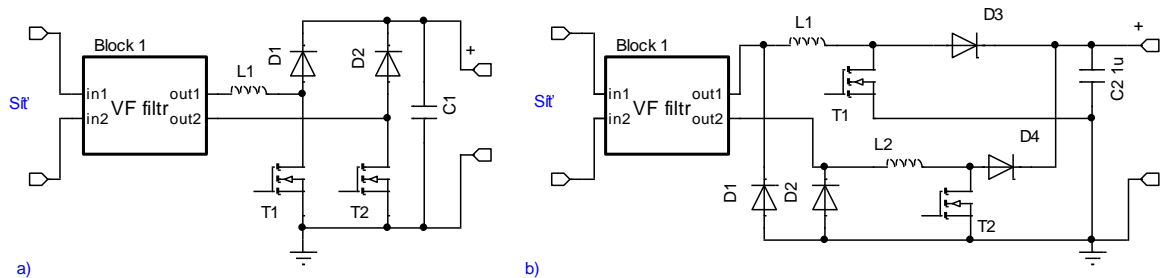 Block 1
VF filtr
in1
in2
out1
out2
L1
D1
D2
T1
T2
C1
+
Síť
a)
Block 1
VF filtr
in1
in2
out1
out2
L1
D3
T1
L2
D4
D1
D2
T2
C2 1u
+
Síť
b)